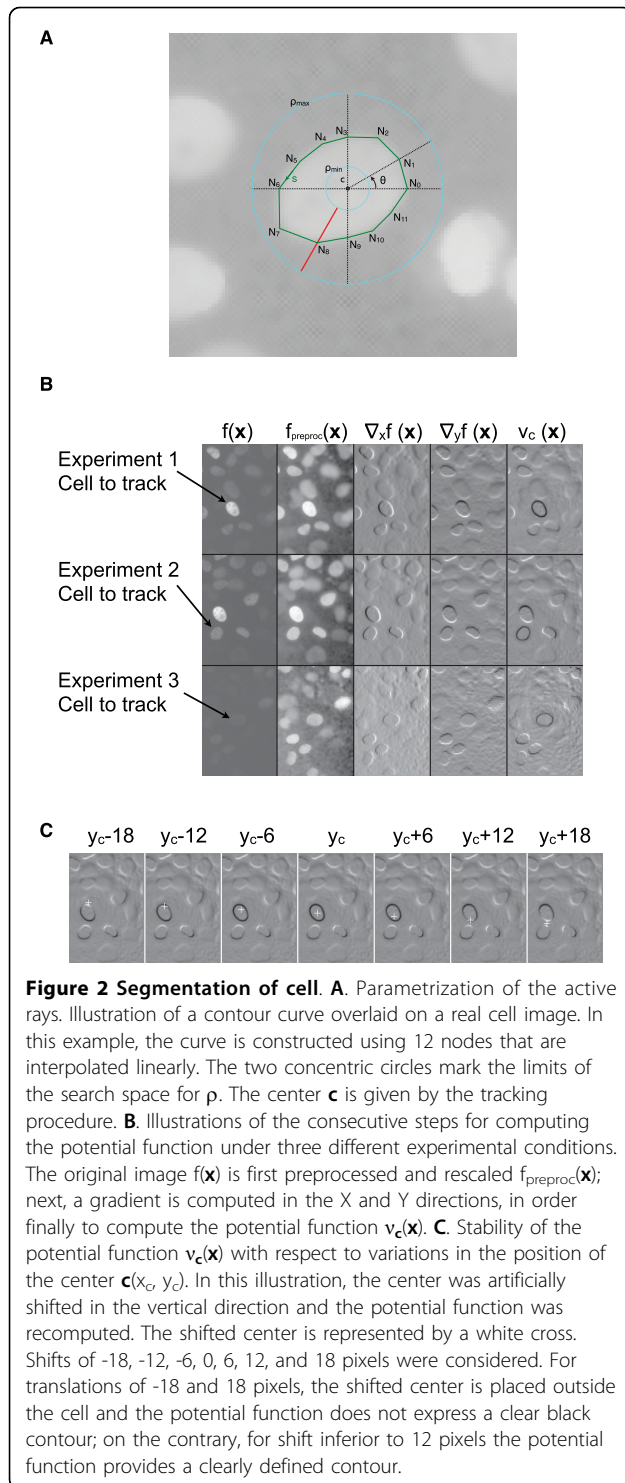 A
ρmax
N3
N2
N4
N1
N5
ρmin
s
c
θ
N6
N0
N11
N7
N10
N9
N8
B
f(x) fpreproc(x) ∇xf (x) ∇yf (x) vc (x)
Experiment 1
Cell to track
Experiment 2
Cell to track
Experiment 3
Cell to track
C
yc-18 yc-12 yc-6 yc yc+6 yc+12 yc+18
Figure 2 Segmentation of cell. A. Parametrization of the active
rays. Illustration of a contour curve overlaid on a real cell image. In
this example, the curve is constructed using 12 nodes that are
interpolated linearly. The two concentric circles mark the limits of
the search space for ρ. The center c is given by the tracking
procedure. B. Illustrations of the consecutive steps for computing
the potential function under three different experimental conditions.
The original image f(x) is first preprocessed and rescaled fpreproc(x);
next, a gradient is computed in the X and Y directions, in order
finally to compute the potential function vc(x). C. Stability of the
potential function vc(x) with respect to variations in the position of
the center c(xc, yc). In this illustration, the center was artificially
shifted in the vertical direction and the potential function was
recomputed. The shifted center is represented by a white cross.
Shifts of -18, -12, -6, 0, 6, 12, and 18 pixels were considered. For
translations of -18 and 18 pixels, the shifted center is placed outside
the cell and the potential function does not express a clear black
contour; on the contrary, for shift inferior to 12 pixels the potential
function provides a clearly defined contour.